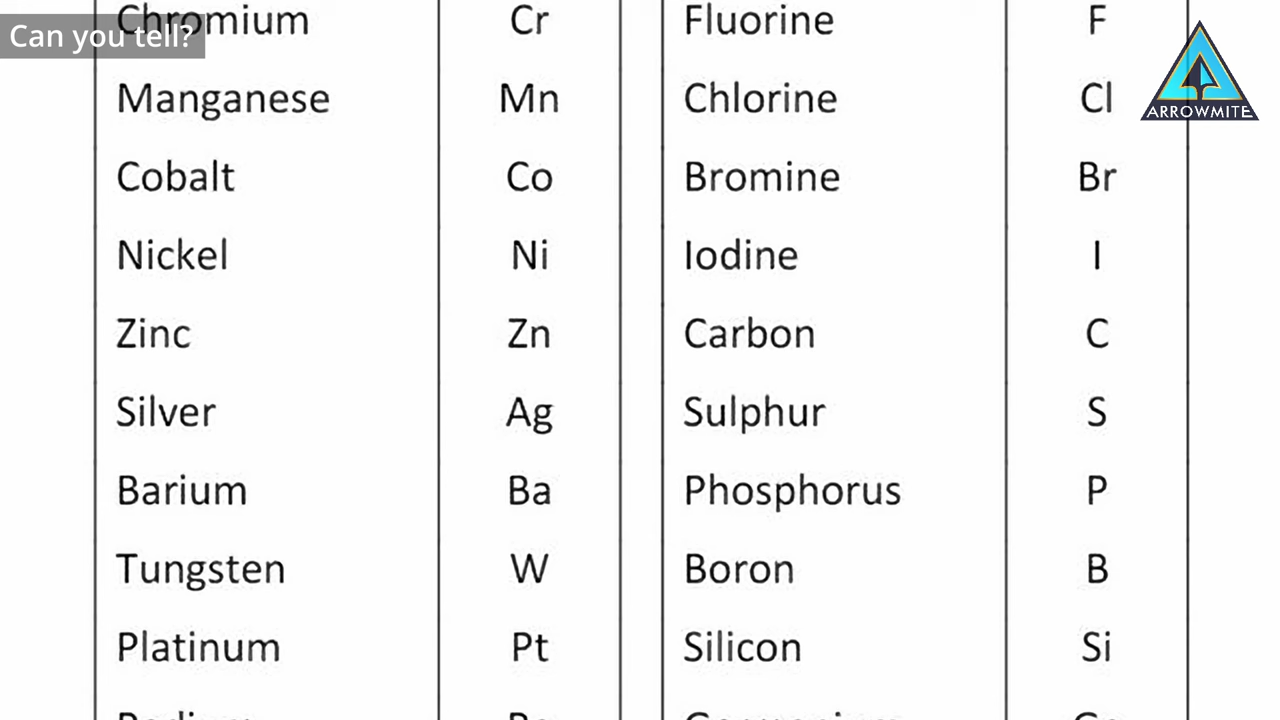 Can you tell?
Chromium Cr Fluorine F
ARROWMITE
Manganese Mn Chlorine Cl
Cobalt Co Bromine Br
Nickel Ni Iodine I
Zinc Zn Carbon C
Silver Ag Sulphur S
Barium Ba Phosphorus P
Tungsten W Boron B
Platinum Pt Silicon Si